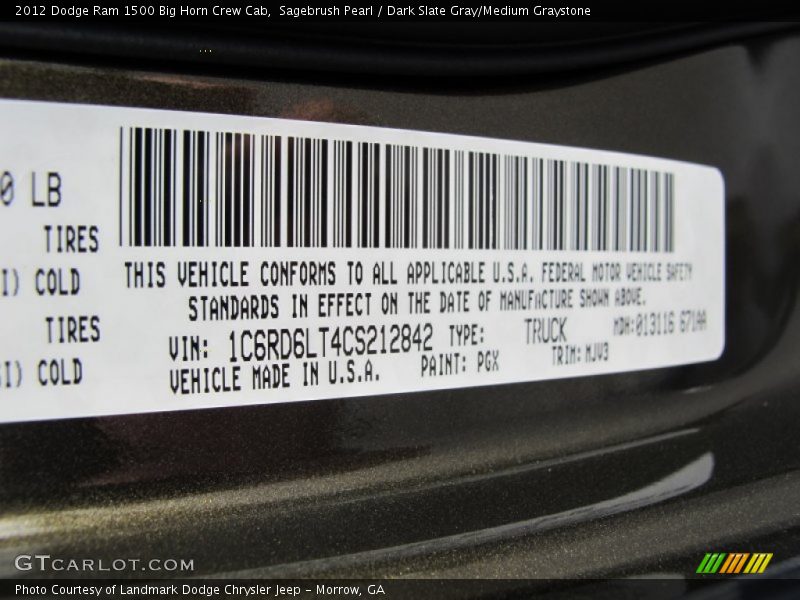 2012 Dodge Ram 1500 Big Horn Crew Cab,  Sagebrush Pearl / Dark Slate Gray/Medium Graystone
0 LB
TIRES
I) COLD
TIRES
SI) COLD
THIS VEHICLE CONFORMS TO ALL APPLICABLE U.S.A. FEDERAL MOTOR VEHICLE SAFETY
STANDARDS IN EFFECT ON THE DATE OF MANUFACTURE SHOWN ABOVE.
VIN: 1C6RD6LT4CS212842 TYPE: TRUCK MDH:013116 671AA
VEHICLE MADE IN U.S.A. PAINT: PGX TRIM: MJV3
GTCARLOT.COM
Photo Courtesy of Landmark Dodge Chrysler Jeep - Morrow, GA